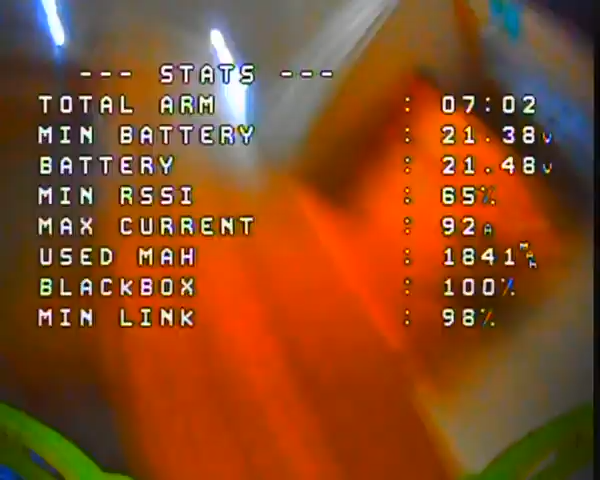 --- STATS ---
TOTAL ARM : 07:02
MIN BATTERY : 21.38V
BATTERY : 21.48V
MIN RSSI : 65%
MAX CURRENT : 92A
USED MAH : 1841MAH
BLACKBOX : 100%
MIN LINK : 98%